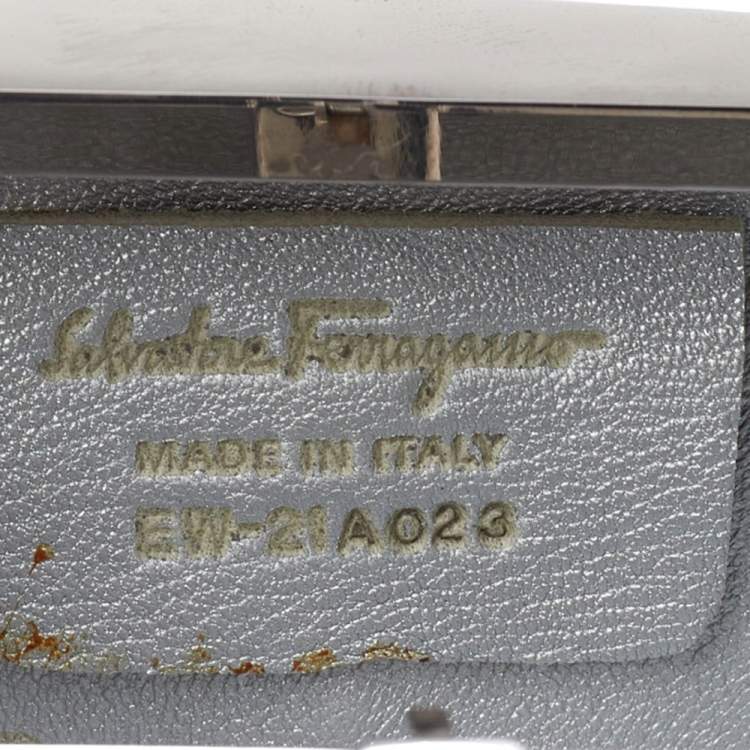 Salvatore Ferragamo
MADE IN ITALY
EW-21A023